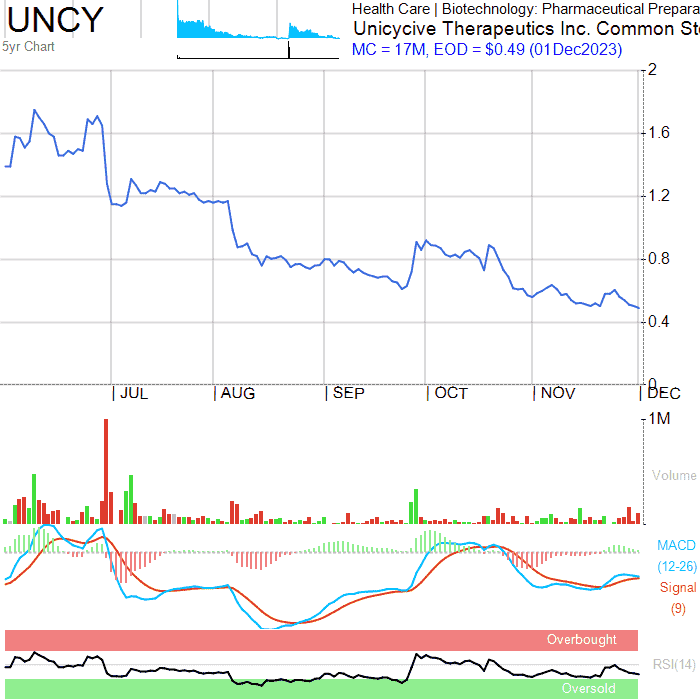 UNCY
5yr Chart
Health Care | Biotechnology: Pharmaceutical Prepara
Unicycive Therapeutics Inc. Common Sto
MC = 17M, EOD = $0.49 (01Dec2023)
2
1.6
1.2
0.8
0.4
0
JUL
AUG
SEP
OCT
NOV
DEC
1M
Volume
MACD
(12-26)
Signal
(9)
Overbought
RSI(14)
Oversold